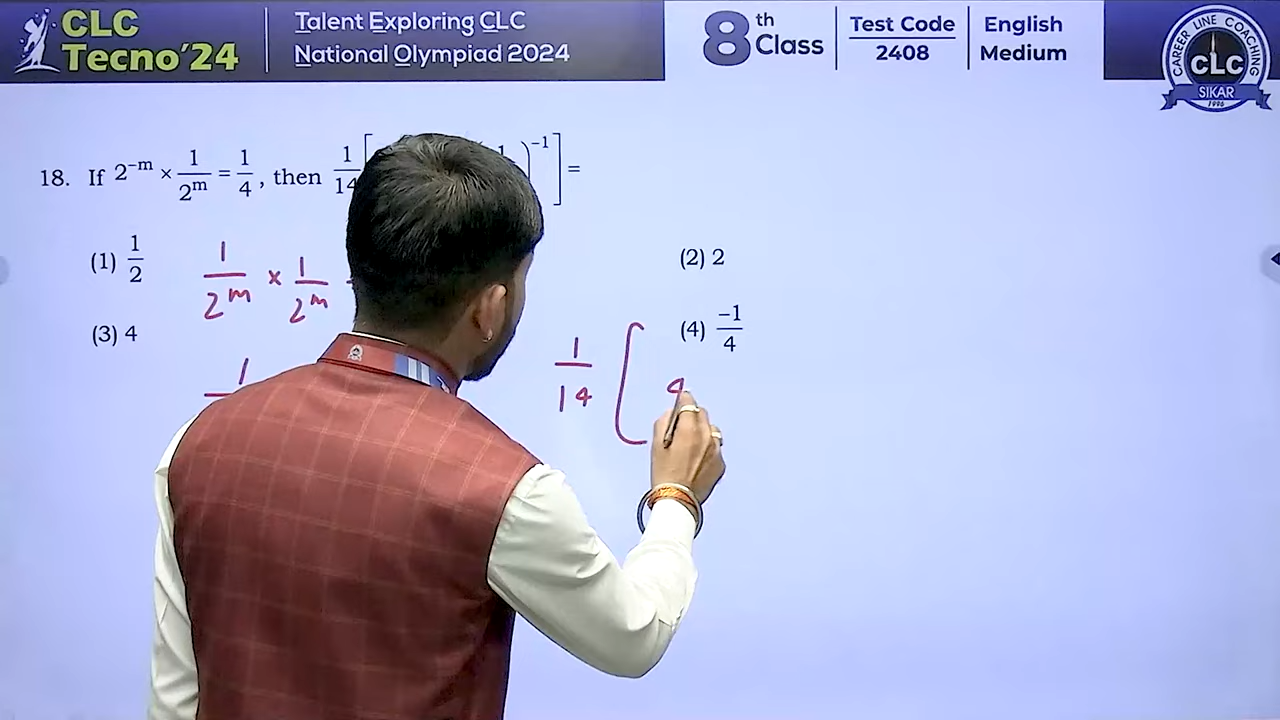 CLC Tecno'24
Talent Exploring CLC
National Olympiad 2024
8th Class
Test Code
2408
English
Medium
CAREER LINE COACHING
CLC
SIKAR
1996
18. If 2^{-m} × 1/2^m = 1/4, then 1/14 [ )^{-1} ] =
(1) 1/2
(2) 2
1/2^m × 1/2^m
(3) 4
(4) -1/4
1
1/14 [